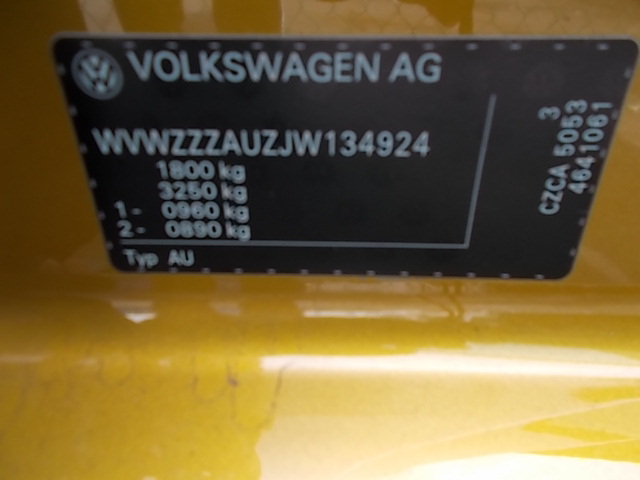 VOLKSWAGEN AG
WVWZZZAUZJW134924
1800 kg
3250 kg
1- 0960 kg
2- 0890 kg
Typ AU
3
CZCA 5053
4641061